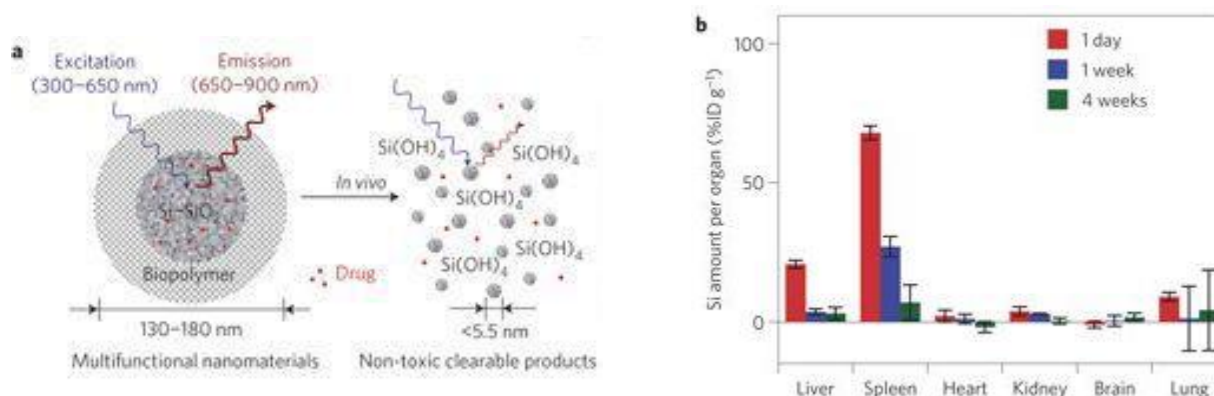 a
Excitation
(300–650 nm)
Emission
(650–900 nm)
Si–SiO2
Biopolymer
Drug
130–180 nm
Multifunctional nanomaterials
In vivo
Si(OH)4
Si(OH)4
Si(OH)4
Si(OH)4
Si(OH)4
<5.5 nm
Non-toxic clearable products
b
Si amount per organ (%ID g⁻¹)
100
50
0
1 day
1 week
4 weeks
Liver
Spleen
Heart
Kidney
Brain
Lung